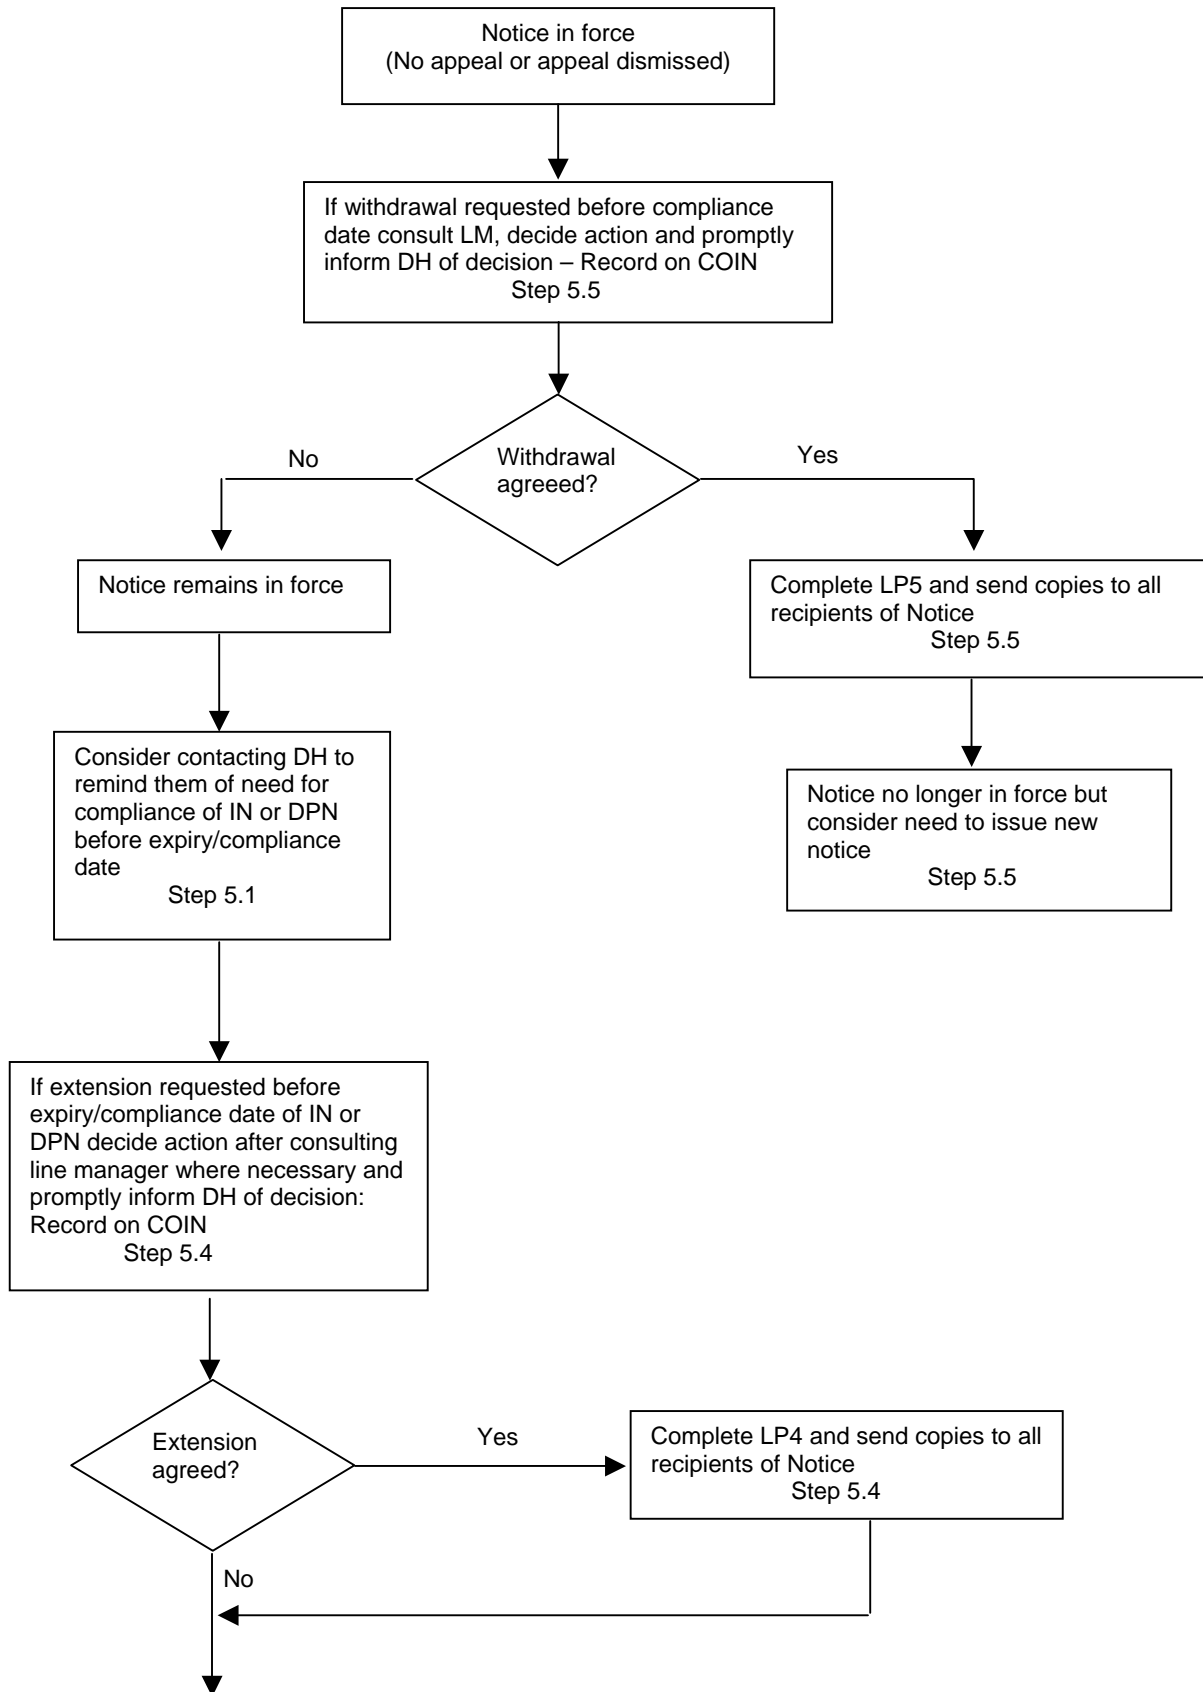 Notice in force
(No appeal or appeal dismissed)
If withdrawal requested before compliance
date consult LM, decide action and promptly
inform DH of decision – Record on COIN
Step 5.5
Withdrawal
agreeed?
No
Yes
Notice remains in force
Complete LP5 and send copies to all
recipients of Notice
Step 5.5
Consider contacting DH to
remind them of need for
compliance of IN or DPN
before expiry/compliance
date
Step 5.1
Notice no longer in force but
consider need to issue new
notice
Step 5.5
If extension requested before
expiry/compliance date of IN or
DPN decide action after consulting
line manager where necessary and
promptly inform DH of decision:
Record on COIN
Step 5.4
Extension
agreed?
Yes
Complete LP4 and send copies to all
recipients of Notice
Step 5.4
No